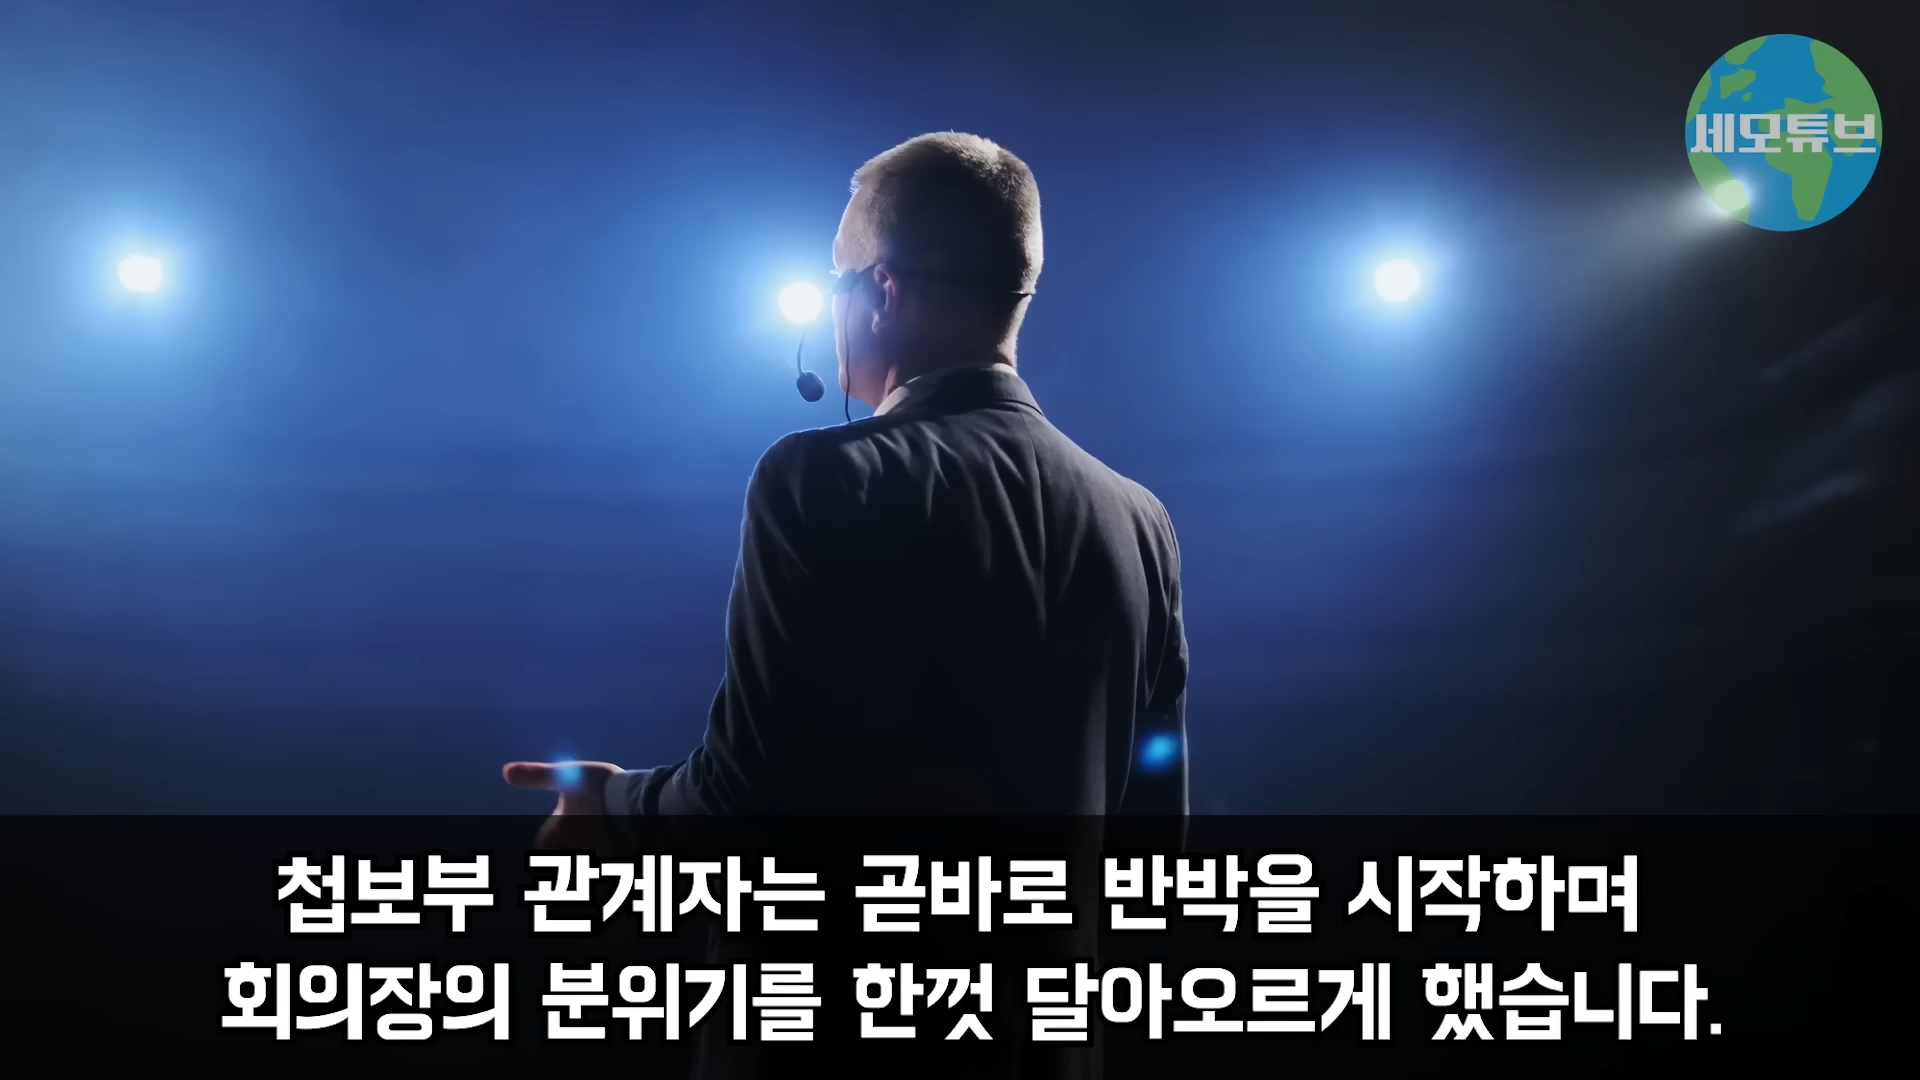 세모튜브
첩보부 관계자는 곧바로 반박을 시작하며
회의장의 분위기를 한껏 달아오르게 했습니다.